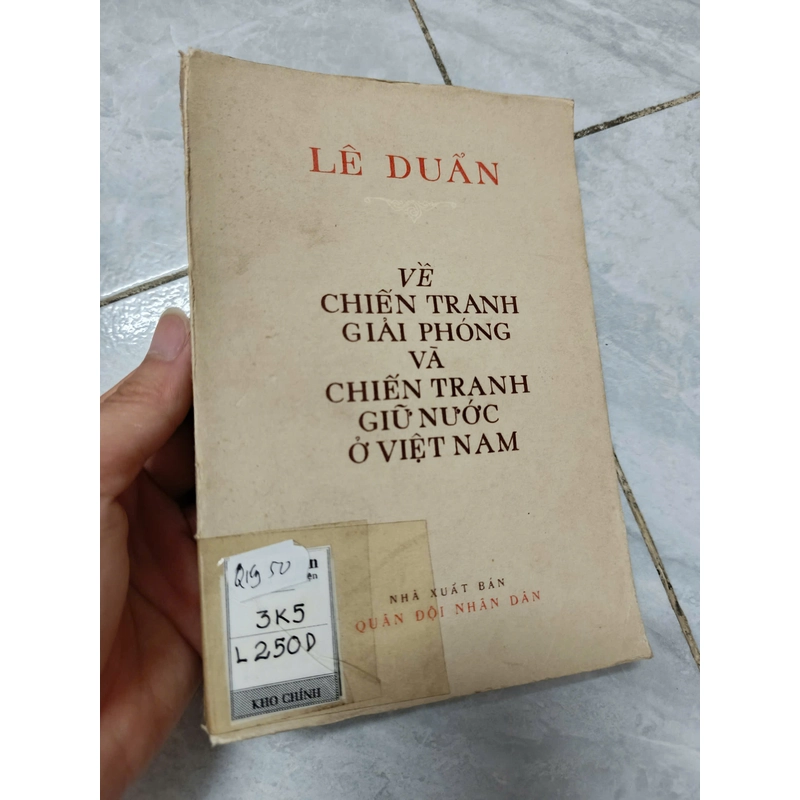 LÊ DUẨN
VỀ
CHIẾN TRANH
GIẢI PHÓNG
VÀ
CHIẾN TRANH
GIỮ NƯỚC
Ở VIỆT NAM
NHÀ XUẤT BẢN
QUÂN ĐỘI NHÂN DÂN
3K5
L250D
KHO CHÍNH